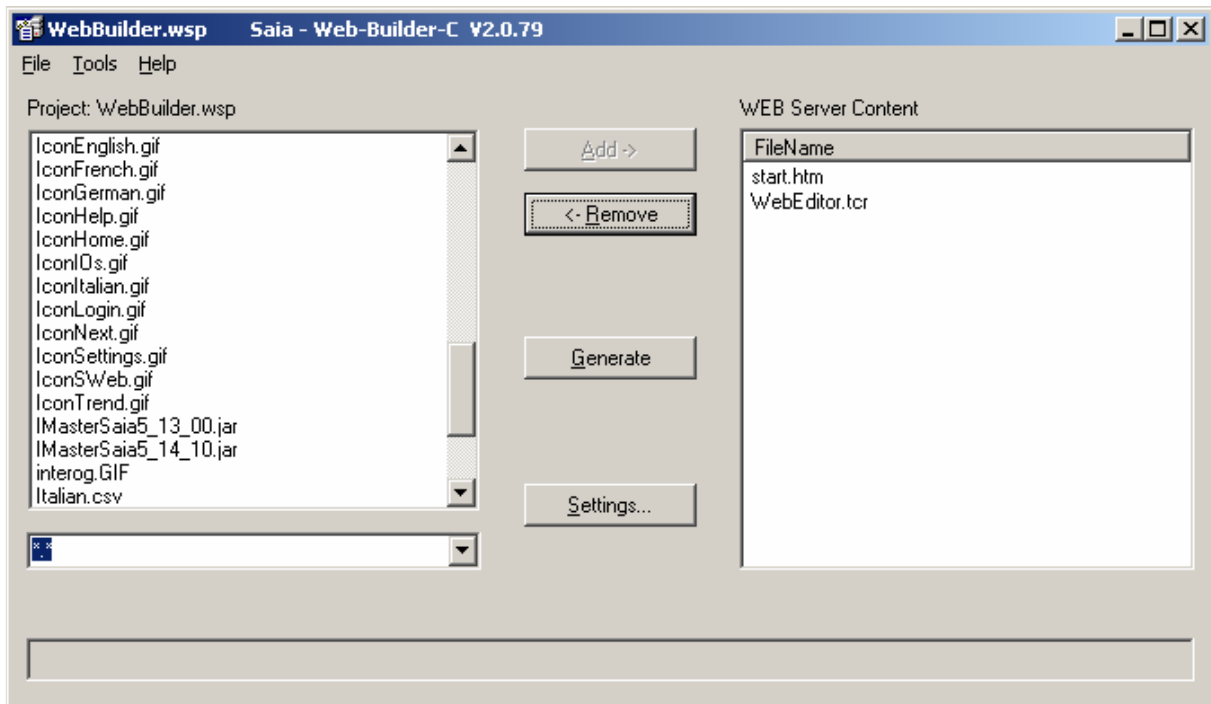 WebBuilder.wsp Saia - Web-Builder-C V2.0.79
File Tools Help
Project: WebBuilder.wsp
IconEnglish.gif
IconFrench.gif
IconGerman.gif
IconHelp.gif
IconHome.gif
IconIOs.gif
IconItalian.gif
IconLogin.gif
IconNext.gif
IconSettings.gif
IconSWeb.gif
IconTrend.gif
IMasterSaia5_13_00.jar
IMasterSaia5_14_10.jar
interog.GIF
Italian.csv
*.*
Add ->
<- Remove
Generate
Settings...
WEB Server Content
FileName
start.htm
WebEditor.tcr